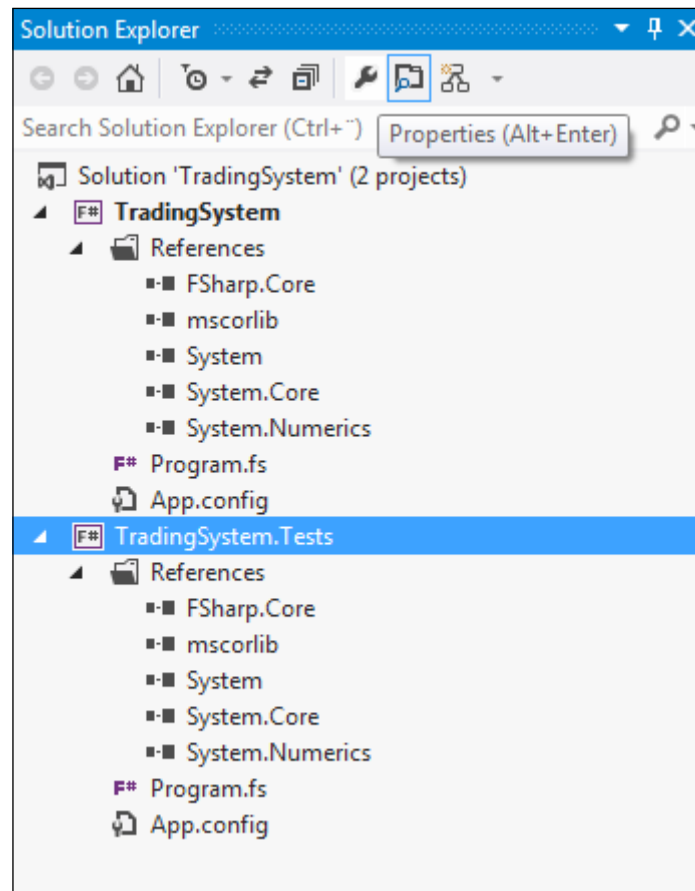 Solution Explorer
Search Solution Explorer (Ctrl+¨)
Properties (Alt+Enter)
Solution 'TradingSystem' (2 projects)
F# TradingSystem
References
FSharp.Core
mscorlib
System
System.Core
System.Numerics
F# Program.fs
App.config
F# TradingSystem.Tests
References
FSharp.Core
mscorlib
System
System.Core
System.Numerics
F# Program.fs
App.config